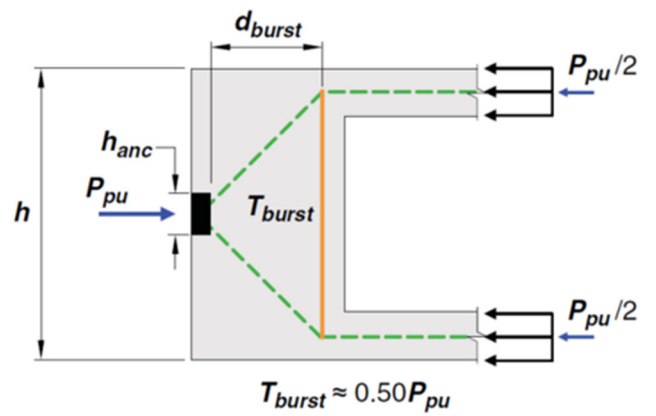 d_burst
P_pu/2
h_anc
P_pu
h
T_burst
P_pu/2
T_burst ≈ 0.50P_pu